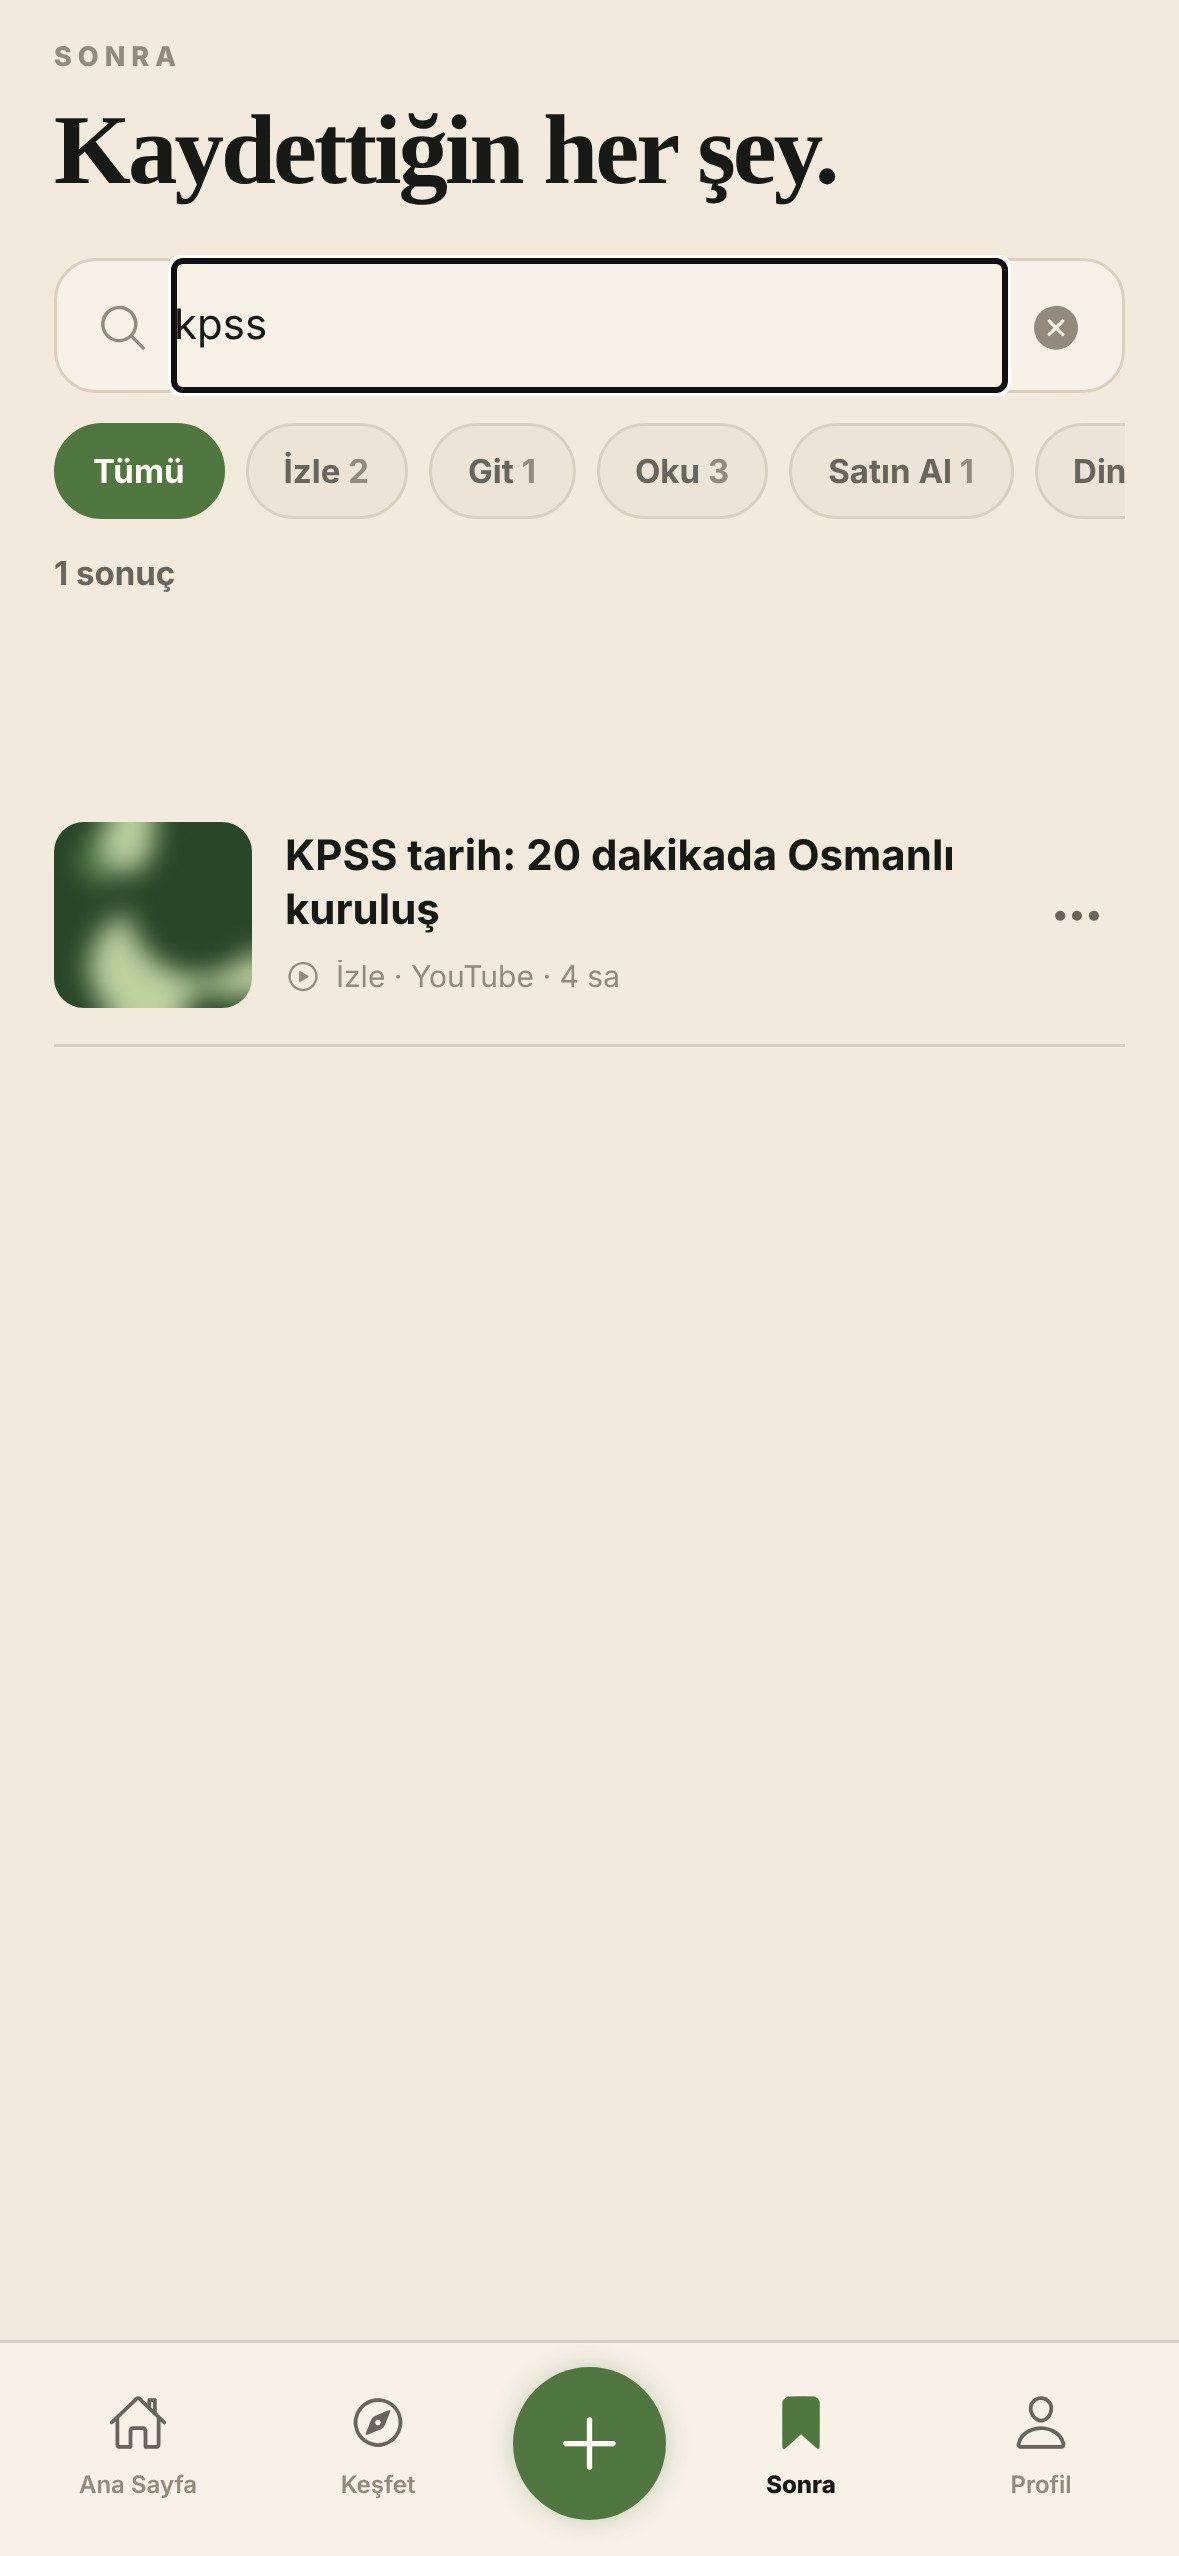 SONRA
Kaydettiğin her şey.
kpss
Tümü İzle 2 Git 1 Oku 3 Satın Al 1 Din
1 sonuç
KPSS tarih: 20 dakikada Osmanlı
kuruluş
İzle · YouTube · 4 sa
Ana Sayfa Keşfet Sonra Profil